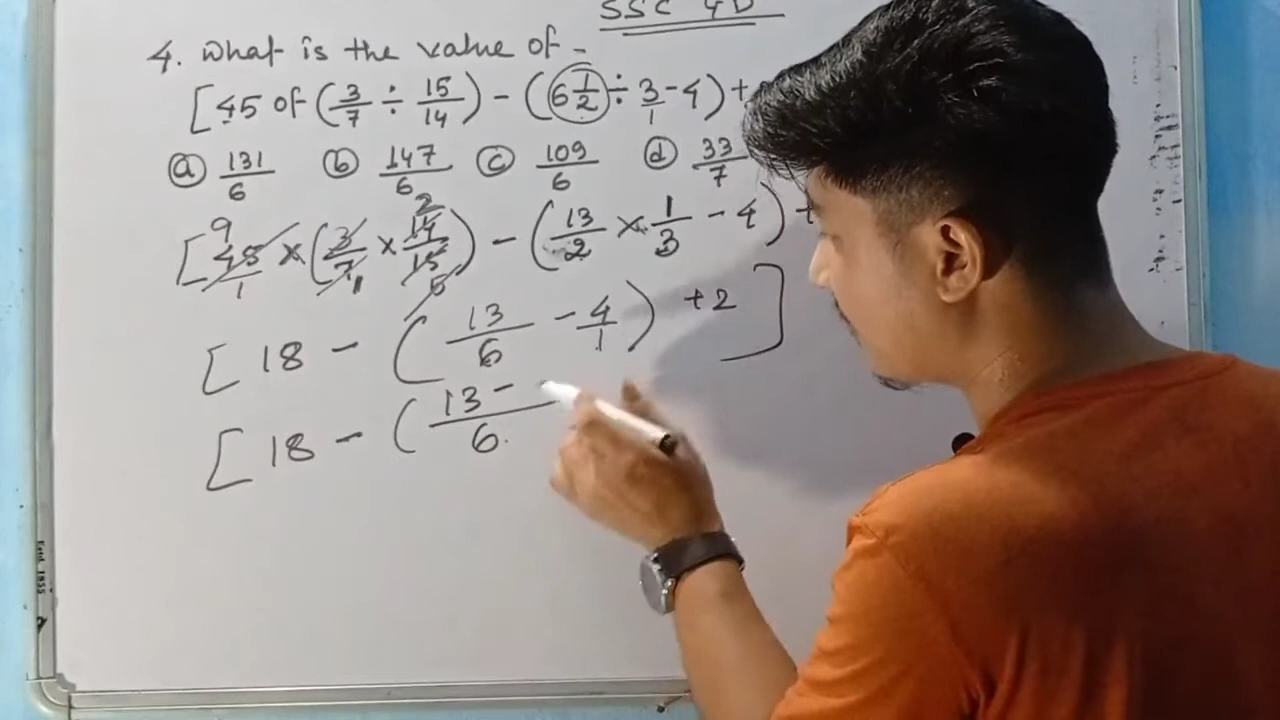 SSC GD
4. What is the value of -
[45 of (3/7 ÷ 15/14) - (6 1/2 ÷ 3/1 - 4) +
ⓐ 131/6 ⓑ 147/6 ⓒ 109/6 ⓓ 33/7
[45/1 × (3/7 × 14/15) - (13/2 × 1/3 - 4) +
9 2 1 5
[18 - (13/6 - 4/1) + 2]
[18 - (13 - /6